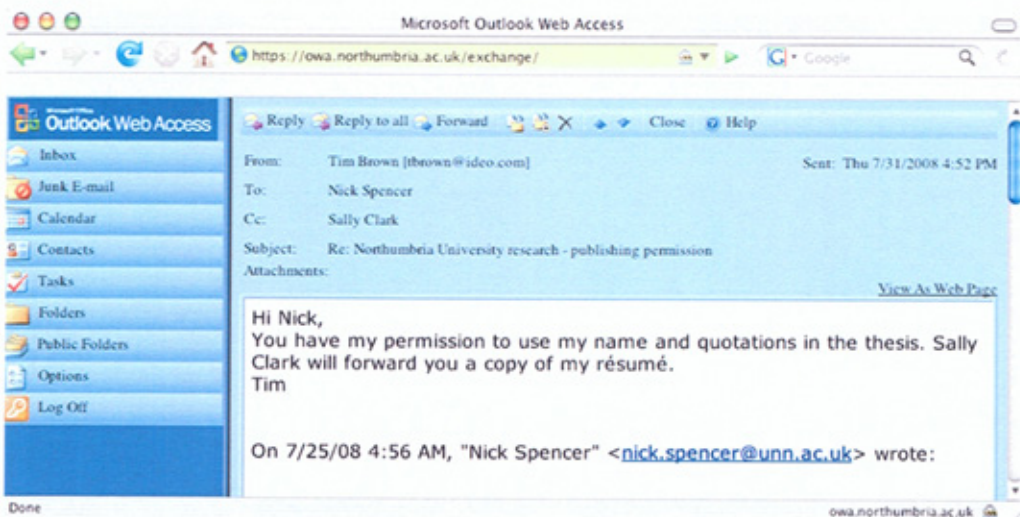 Microsoft Outlook Web Access
https://owa.northumbria.ac.uk/exchange/
Google
Outlook Web Access
Reply Reply to all Forward Close Help
Inbox
Junk E-mail
Calendar
Contacts
Tasks
Folders
Public Folders
Options
Log Off
From: Tim Brown [tbrown@ideo.com] Sent: Thu 7/31/2008 4:52 PM
To: Nick Spencer
Cc: Sally Clark
Subject: Re: Northumbria University research - publishing permission
Attachments:
View As Web Page
Hi Nick,
You have my permission to use my name and quotations in the thesis. Sally
Clark will forward you a copy of my résumé.
Tim
On 7/25/08 4:56 AM, "Nick Spencer" <nick.spencer@unn.ac.uk> wrote:
Done owa.northumbria.ac.uk